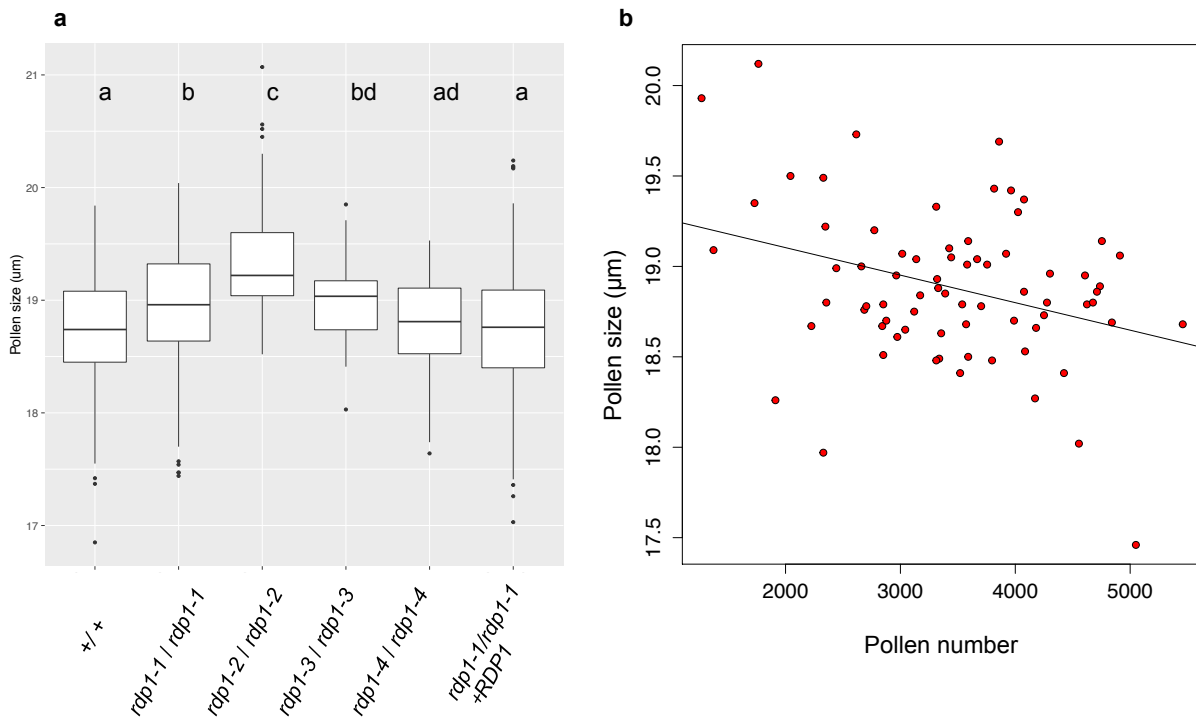 a
21
20
19
18
17
Pollen size (um)
a
b
c
bd
ad
a
+/+
rdp1-1 / rdp1-1
rdp1-2 / rdp1-2
rdp1-3 / rdp1-3
rdp1-4 / rdp1-4
rdp1-1/rdp1-1
+RDP1
b
20.0
19.5
19.0
18.5
18.0
17.5
Pollen size (µm)
2000
3000
4000
5000
Pollen number